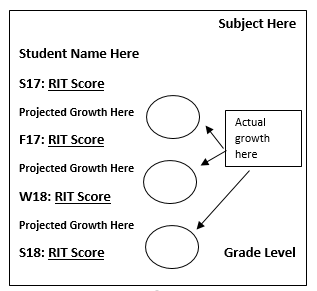 Subject Here
Student Name Here
S17: RIT Score
Projected Growth Here
F17: RIT Score
Projected Growth Here
W18: RIT Score
Projected Growth Here
S18: RIT Score
Actual
growth
here
Grade Level